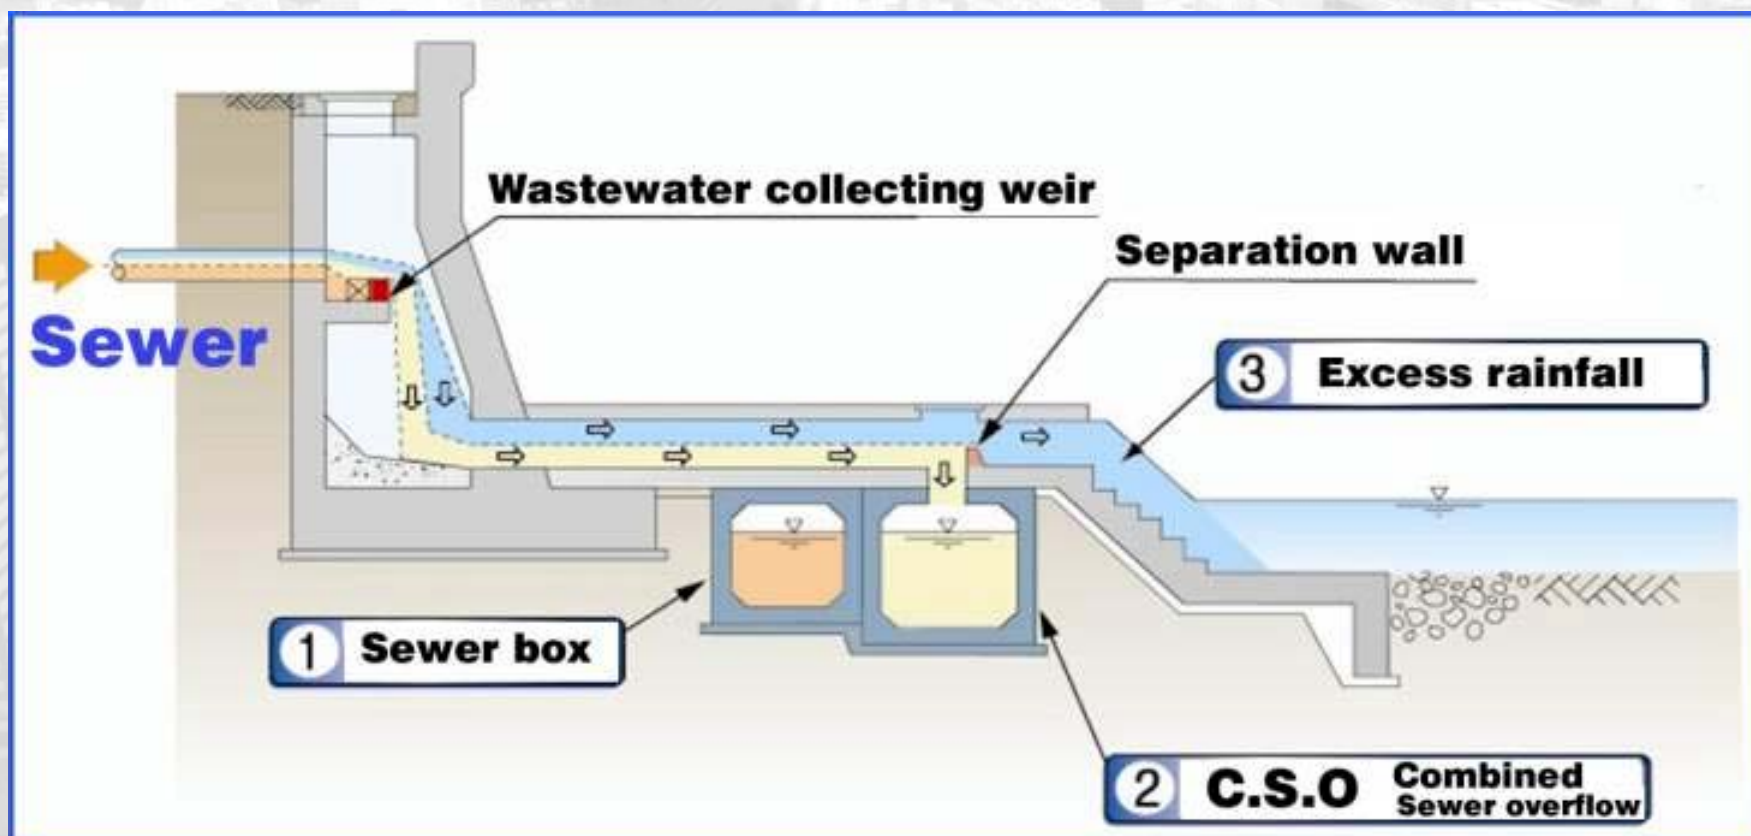 Wastewater collecting weir
Separation wall
Sewer
3 Excess rainfall
1 Sewer box
2 C.S.O Combined
Sewer overflow